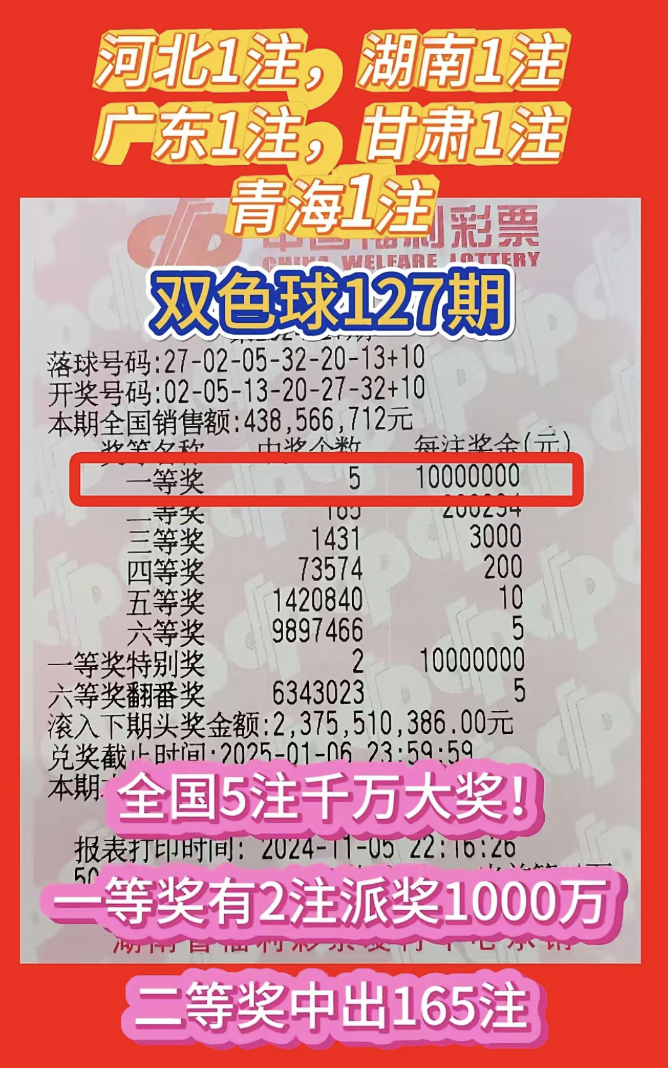 河北1注，湖南1注
广东1注，甘肃1注
青海1注
中国福利彩票
CHINA WELFARE LOTTERY
双色球127期
落球号码:27-02-05-32-20-13+10
开奖号码:02-05-13-20-27-32+10
本期全国销售额:438,566,712元
奖等名称 中奖个数 每注奖金(元)
一等奖 5 10000000
二等奖 165 200294
三等奖 1431 3000
四等奖 73574 200
五等奖 1420840 10
六等奖 9897466 5
一等奖特别奖 2 10000000
六等奖翻番奖 6343023 5
滚入下期头奖金额:2,375,510,386.00元
兑奖截止时间:2025-01-06 23:59:59
本期
全国5注千万大奖！
报表打印时间: 2024-11-05 22:16:26
一等奖有2注派奖1000万
湖南省福利彩票发行中心承销
二等奖中出165注